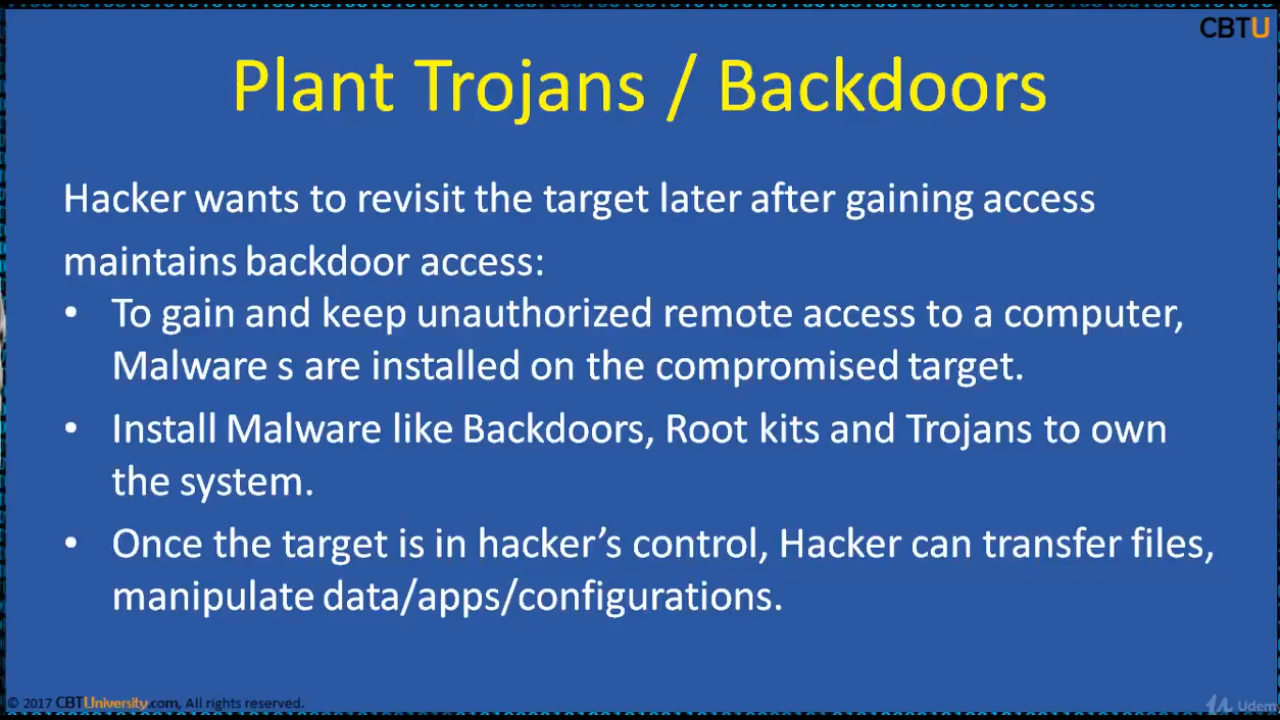 CBTU
Plant Trojans / Backdoors
Hacker wants to revisit the target later after gaining access
maintains backdoor access:
• To gain and keep unauthorized remote access to a computer,
Malware s are installed on the compromised target.
• Install Malware like Backdoors, Root kits and Trojans to own
the system.
• Once the target is in hacker’s control, Hacker can transfer files,
manipulate data/apps/configurations.
© 2017 CBTUniversity.com, All rights reserved.